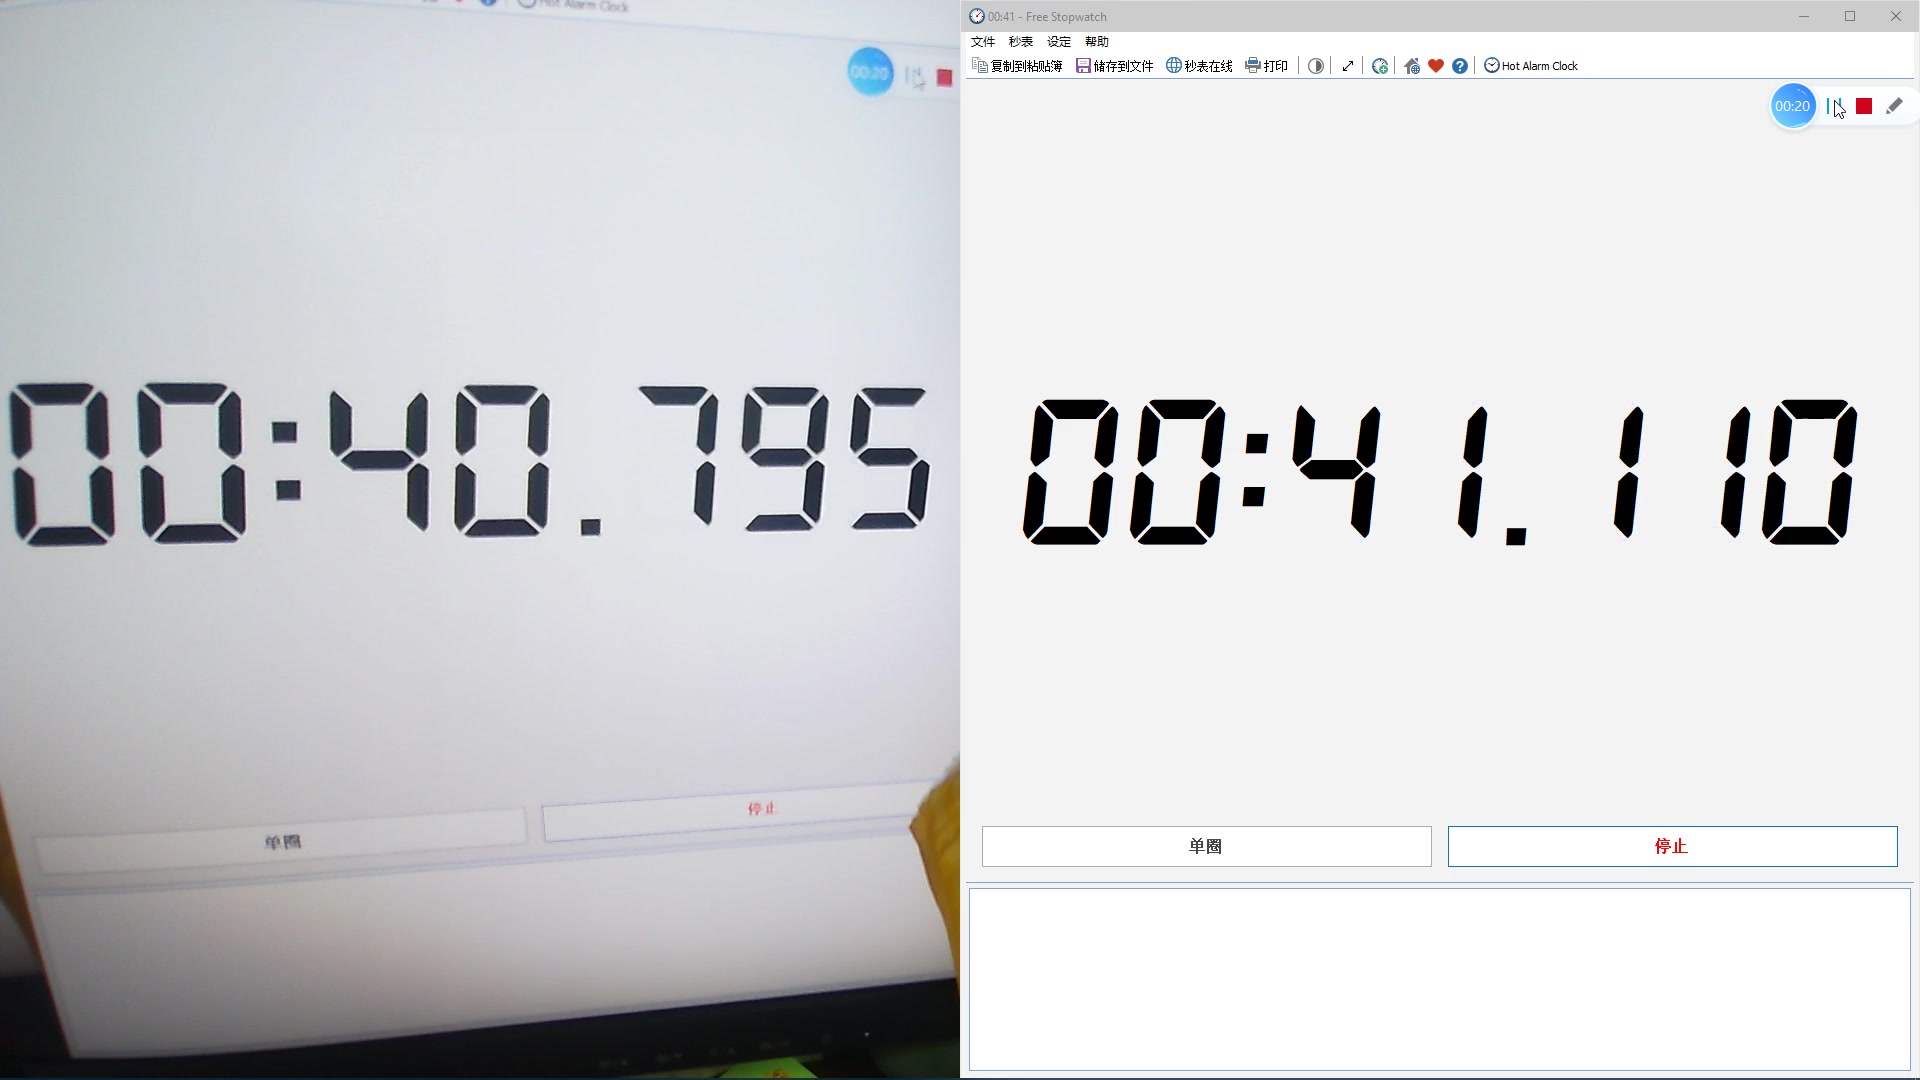 Hot Alarm Clock
00:20
00:40.795
单圈
停止
00:41 - Free Stopwatch
文件 秒表 设定 帮助
复制到粘贴簿 储存到文件 秒表在线 打印 Hot Alarm Clock
00:20
00:41.110
单圈
停止